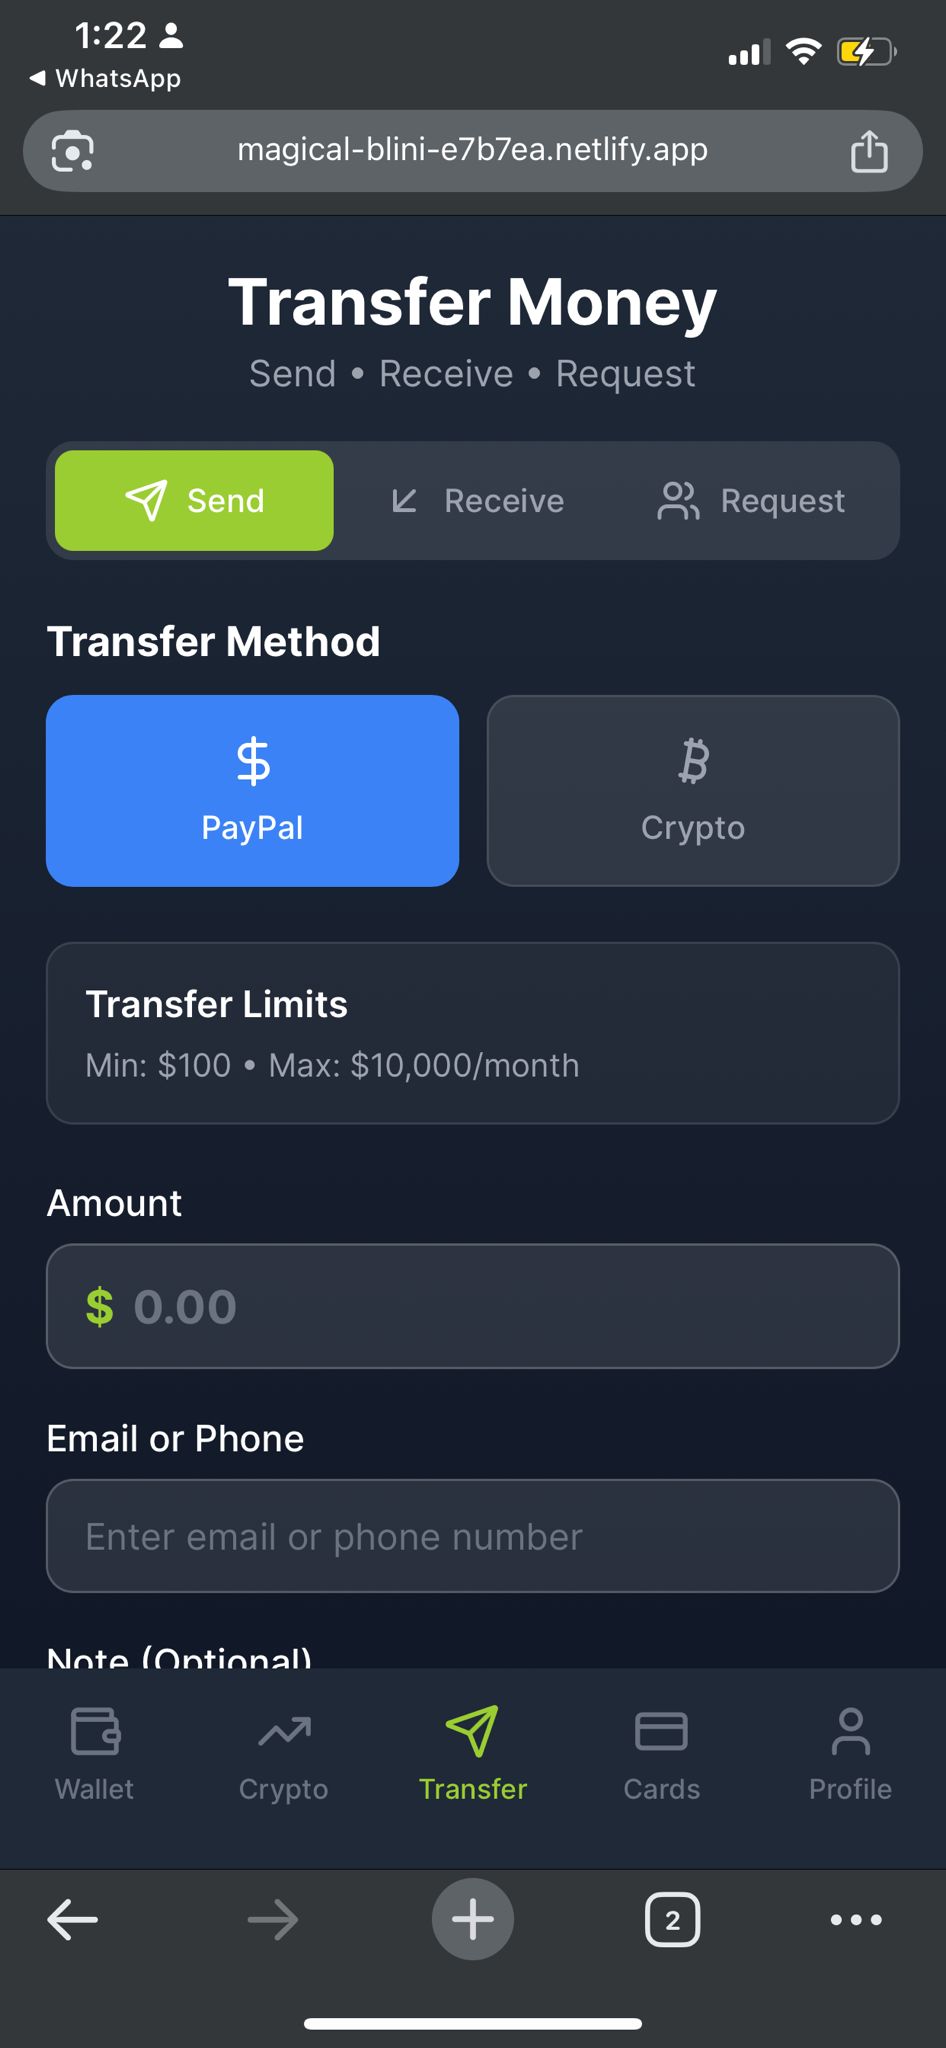 1:22
WhatsApp
magical-blini-e7b7ea.netlify.app
Transfer Money
Send • Receive • Request
Send
Receive
Request
Transfer Method
$
PayPal
Crypto
Transfer Limits
Min: $100 • Max: $10,000/month
Amount
$ 0.00
Email or Phone
Enter email or phone number
Note (Optional)
Wallet
Crypto
Transfer
Cards
Profile
2